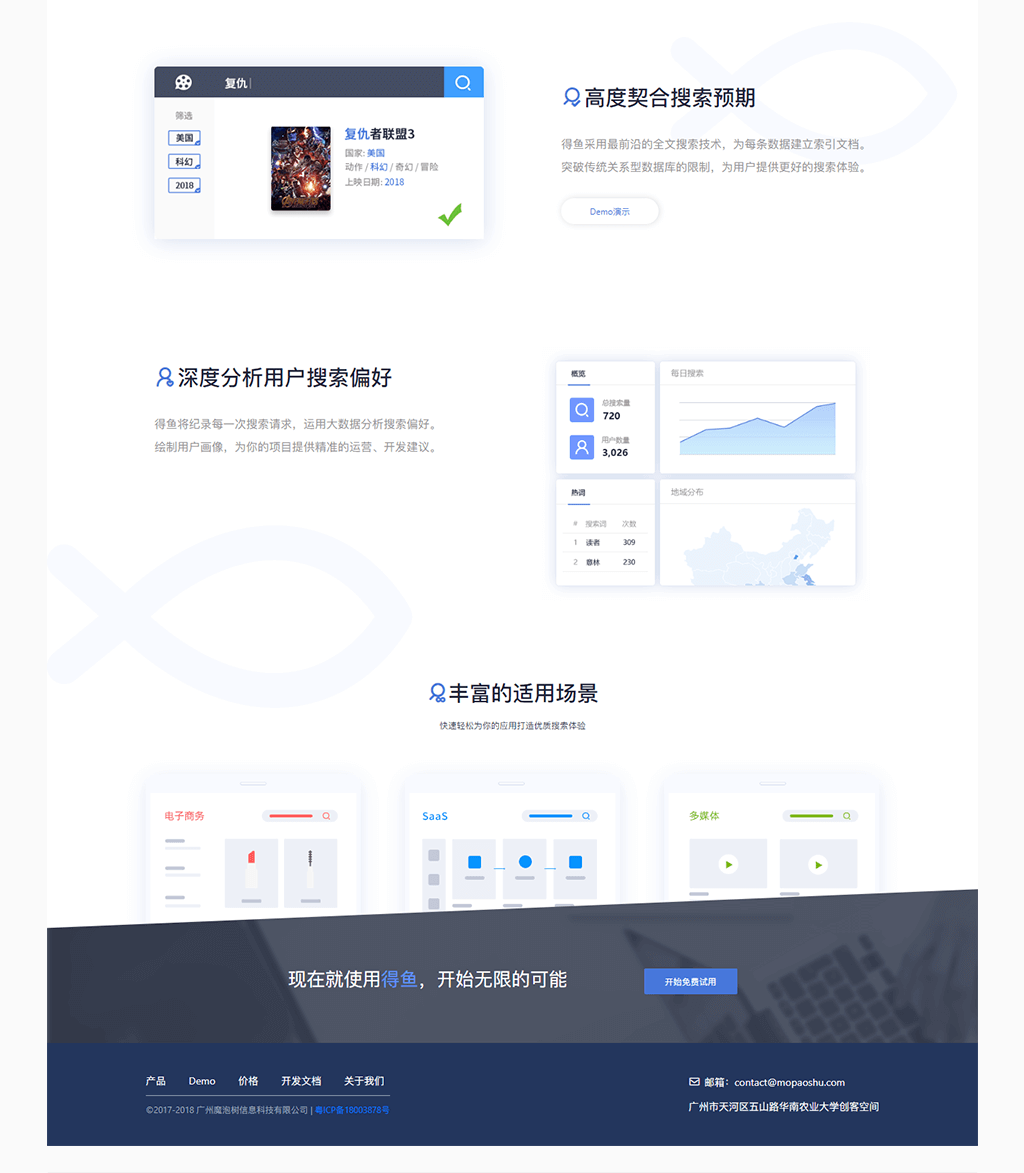 复仇
筛选
美国
科幻
2018
复仇者联盟3
国家: 美国
动作 / 科幻 / 奇幻 / 冒险
上映日期: 2018
高度契合搜索预期
得鱼采用最前沿的全文搜索技术，为每条数据建立索引文档。
突破传统关系型数据库的限制，为用户提供更好的搜索体验。
Demo演示
深度分析用户搜索偏好
得鱼将纪录每一次搜索请求，运用大数据分析搜索偏好。
绘制用户画像，为你的项目提供精准的运营、开发建议。
概览
总搜索量
720
用户数量
3,026
每日搜索
热词
# 搜索词 次数
1 读者 309
2 意林 230
地域分布
丰富的适用场景
快速轻松为你的应用打造优质搜索体验
电子商务
SaaS
多媒体
现在就使用得鱼，开始无限的可能
开始免费试用
产品 Demo 价格 开发文档 关于我们
©2017-2018 广州魔泡树信息科技有限公司 | 粤ICP备18003878号
邮箱：contact@mopaoshu.com
广州市天河区五山路华南农业大学创客空间